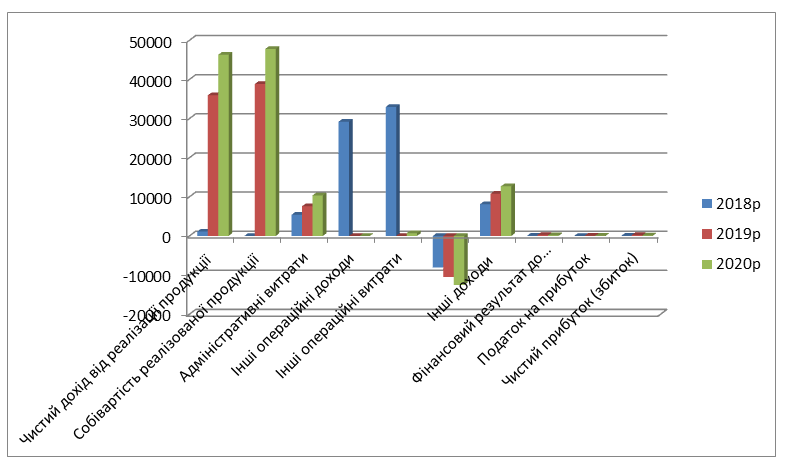 50000
40000
30000
20000
10000
0
-10000
-20000
Чистий дохід від реалізації продукції
Собівартість реалізованої продукції
Адміністративні витрати
Інші операційні доходи
Інші операційні витрати
Інші доходи
Фінансовий результат до...
Податок на прибуток
Чистий прибуток (збиток)
2018р
2019р
2020р